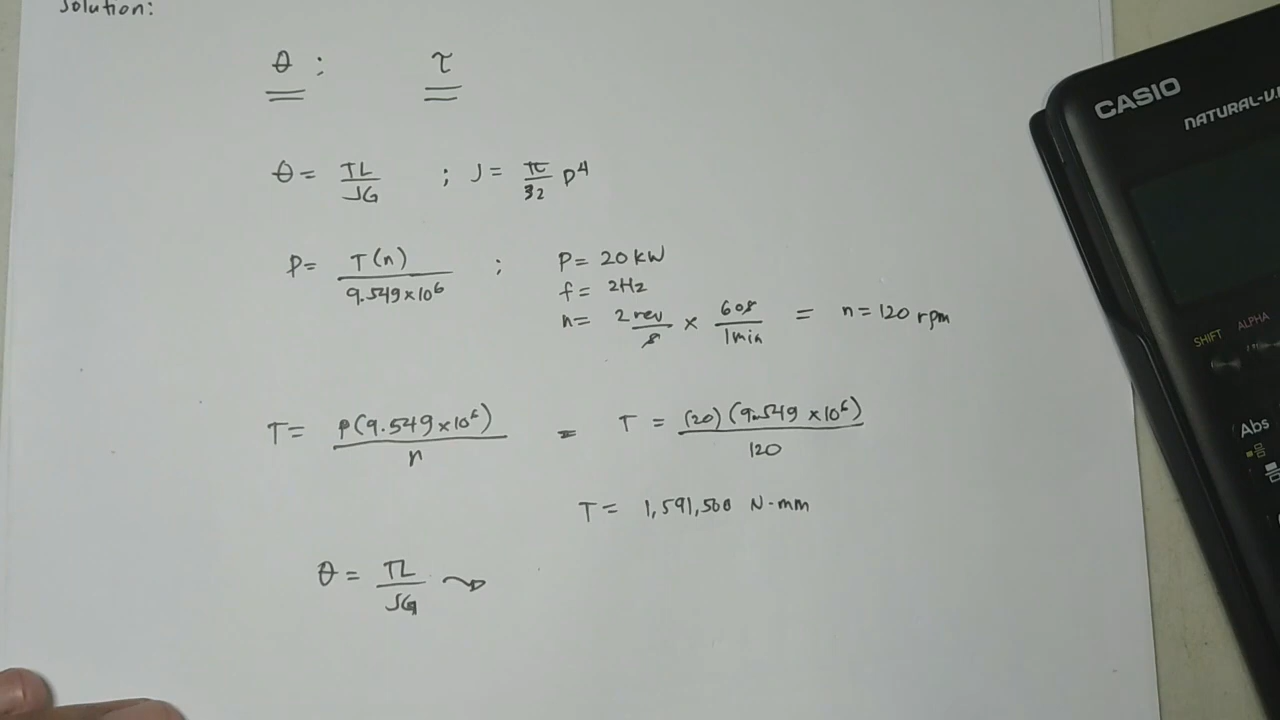 Solution:
θ : τ
θ = TL/JG ; J = π/32 D⁴
P = T(n)/9.549×10⁶ ; P = 20 kW
f = 2Hz
n = 2 rev/s × 60s/1min = n = 120 rpm
T = P(9.549×10⁶)/n = T = (20)(9.549×10⁶)/120
T = 1,591,500 N·mm
θ = TL/JG
CASIO
NATURAL-V.
SHIFT ALPHA
Abs